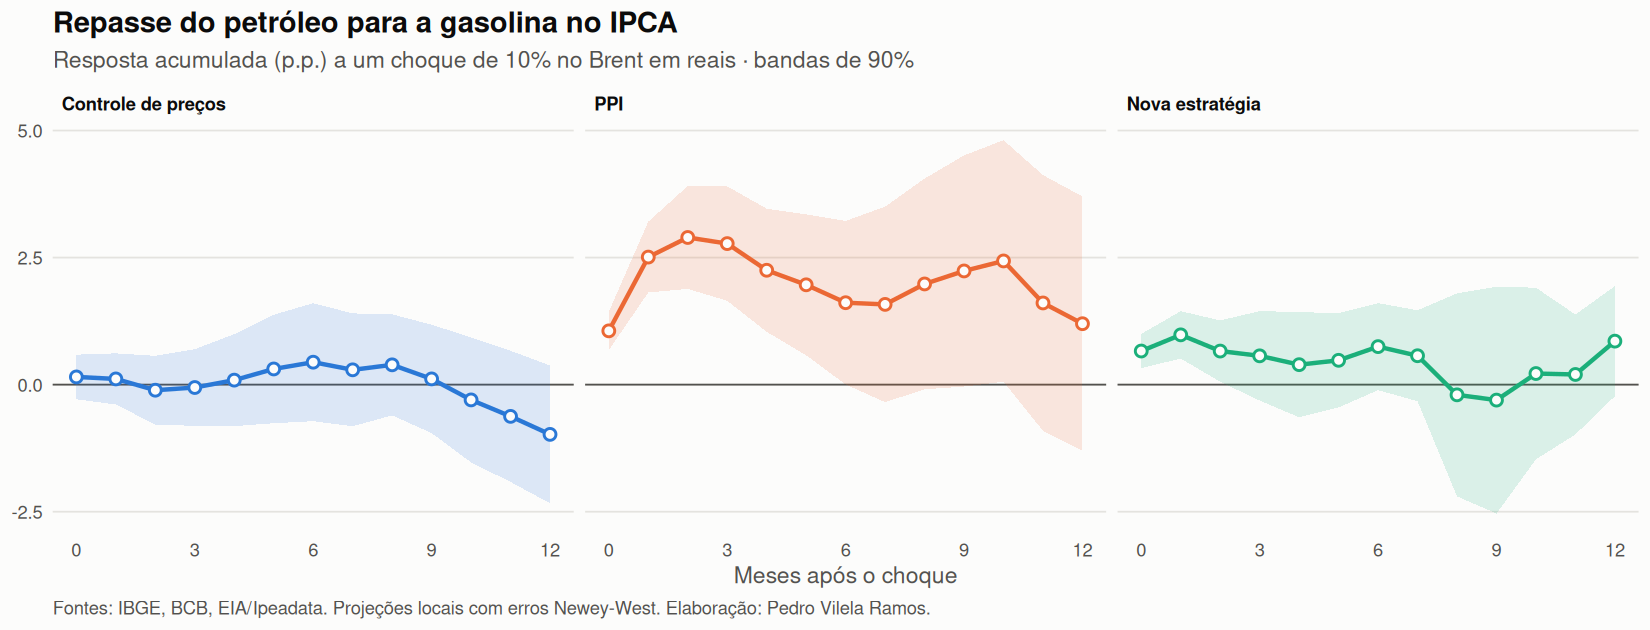 Repasse do petróleo para a gasolina no IPCA
Resposta acumulada (p.p.) a um choque de 10% no Brent em reais · bandas de 90%
Controle de preços
PPI
Nova estratégia
5.0
2.5
0.0
-2.5
0 3 6 9 12
0 3 6 9 12
0 3 6 9 12
Meses após o choque
Fontes: IBGE, BCB, EIA/Ipeadata. Projeções locais com erros Newey-West. Elaboração: Pedro Vilela Ramos.